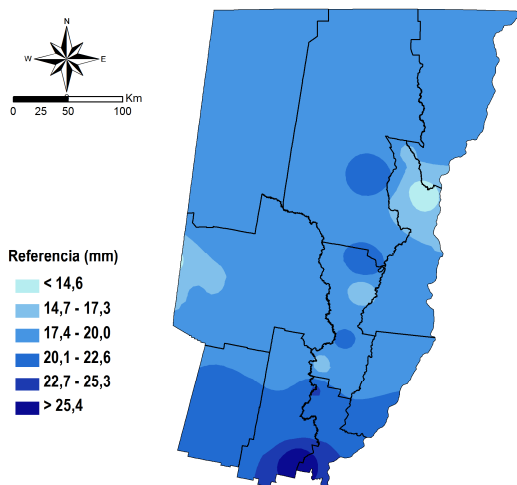 N
W E
S
Km
0 25 50 100
Referencia (mm)
< 14,6
14,7 - 17,3
17,4 - 20,0
20,1 - 22,6
22,7 - 25,3
> 25,4